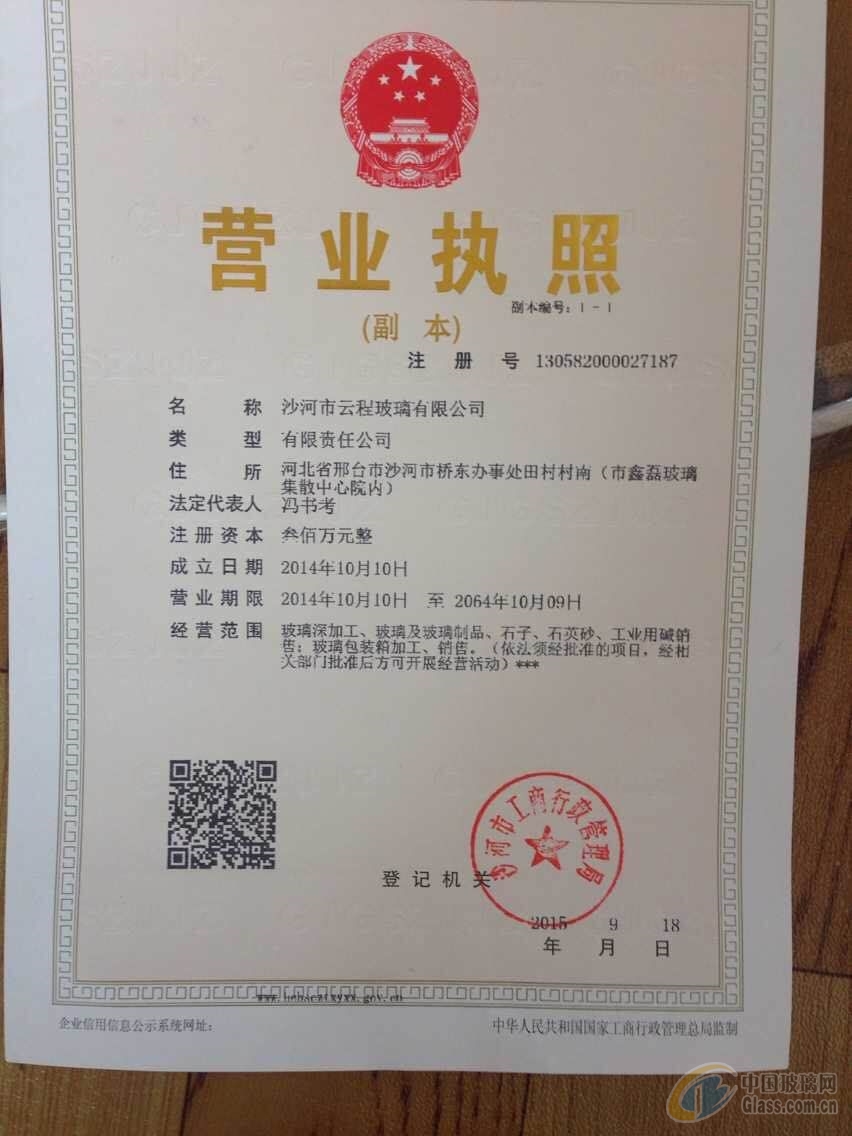 营业执照
副本编号：1-1
(副本)
注册号 130582000027187
名称 沙河市云程玻璃有限公司
类型 有限责任公司
住所 河北省邢台市沙河市桥东办事处田村村南（市鑫磊玻璃
集散中心院内）
法定代表人 冯书考
注册资本 叁佰万元整
成立日期 2014年10月10日
营业期限 2014年10月10日 至 2064年10月09日
经营范围 玻璃深加工、玻璃及玻璃制品、石子、石英砂、工业用碱销
售；玻璃包装箱加工、销售。（依法须经批准的项目，经相
关部门批准后方可开展经营活动）***
沙河市工商行政管理局
登记机关
2015 9 18
年 月 日
www.hebscztxyxx.gov.cn
企业信用信息公示系统网址：
中华人民共和国国家工商行政管理总局监制
中国玻璃网
Glass.com.cn